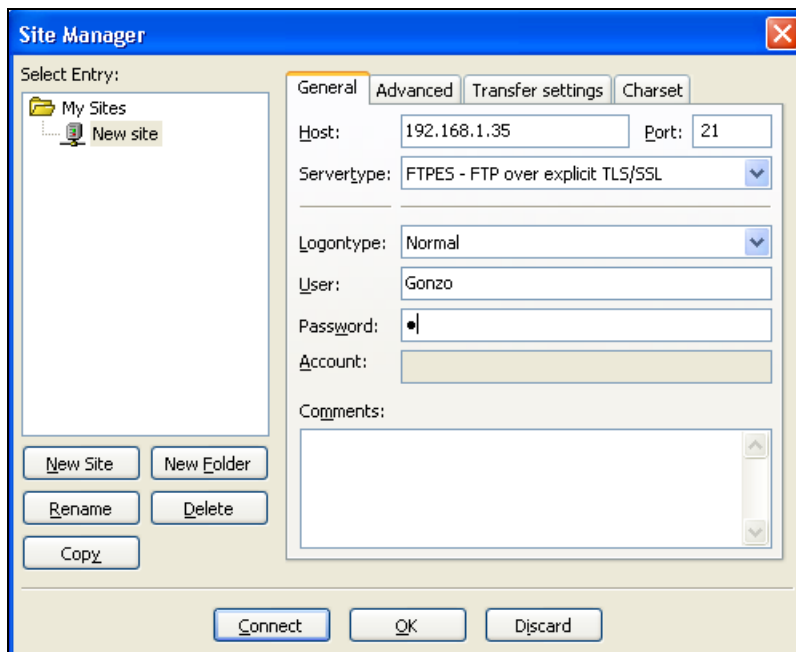 Site Manager
Select Entry:
My Sites
New site
New Site
New Folder
Rename
Delete
Copy
General
Advanced
Transfer settings
Charset
Host:
192.168.1.35
Port:
21
Servertype:
FTPES - FTP over explicit TLS/SSL
Logontype:
Normal
User:
Gonzo
Password:
●
Account:
Comments:
Connect
OK
Discard